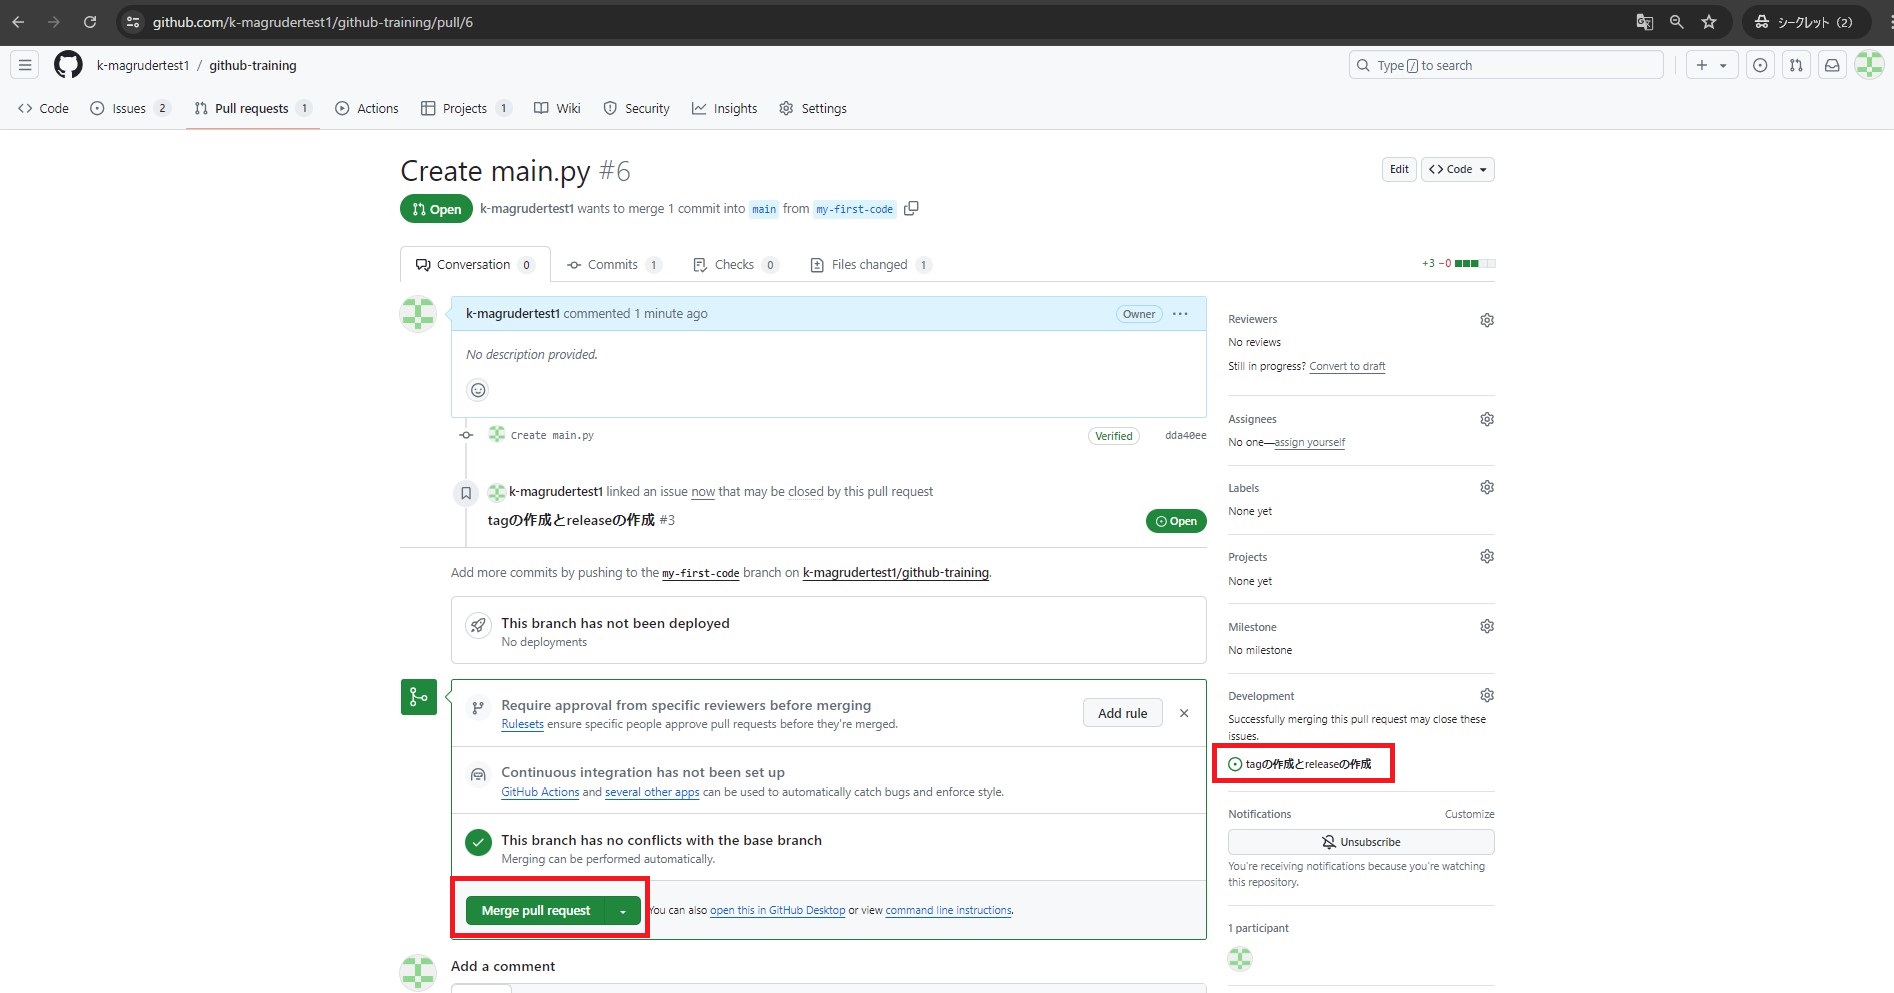 github.com/k-magrudertest1/github-training/pull/6
シークレット (2)
k-magrudertest1 / github-training
Type / to search
Code
Issues 2
Pull requests 1
Actions
Projects 1
Wiki
Security
Insights
Settings
Create main.py #6
Edit
<> Code
Open
k-magrudertest1 wants to merge 1 commit into main from my-first-code
Conversation 0
Commits 1
Checks 0
Files changed 1
+3 −0
k-magrudertest1 commented 1 minute ago
Owner
No description provided.
Create main.py
Verified
dda40ee
k-magrudertest1 linked an issue now that may be closed by this pull request
tagの作成とreleaseの作成 #3
Open
Add more commits by pushing to the my-first-code branch on k-magrudertest1/github-training.
This branch has not been deployed
No deployments
Require approval from specific reviewers before merging
Rulesets ensure specific people approve pull requests before they're merged.
Add rule
Continuous integration has not been set up
GitHub Actions and several other apps can be used to automatically catch bugs and enforce style.
This branch has no conflicts with the base branch
Merging can be performed automatically.
Merge pull request
You can also open this in GitHub Desktop or view command line instructions.
Add a comment
Reviewers
No reviews
Still in progress? Convert to draft
Assignees
No one—assign yourself
Labels
None yet
Projects
None yet
Milestone
No milestone
Development
Successfully merging this pull request may close these
issues.
tagの作成とreleaseの作成
Notifications
Customize
Unsubscribe
You're receiving notifications because you're watching
this repository.
1 participant